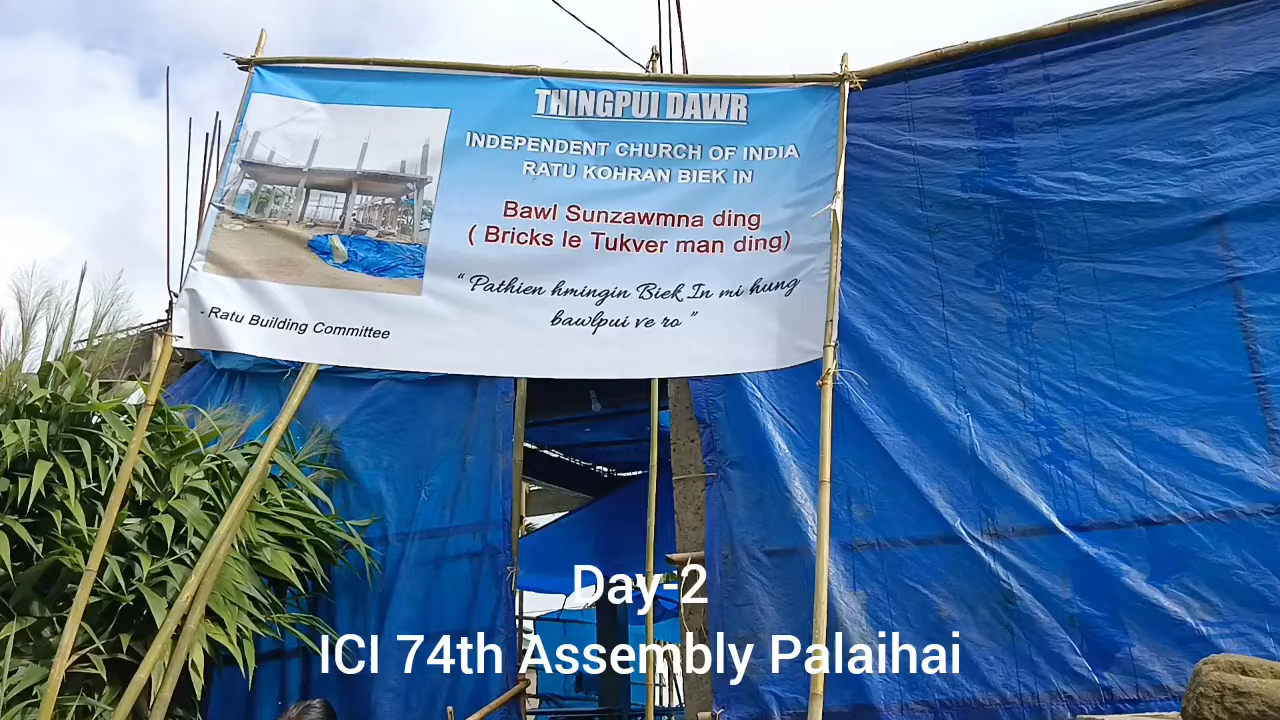 THINGPUI DAWR
INDEPENDENT CHURCH OF INDIA
RATU KOHRAN BIEK IN
Bawl Sunzawmna ding
( Bricks le Tukver man ding)
“ Pathien hmingin Biek In mi hung
bawlpui ve ro ”
- Ratu Building Committee
Day-2
ICI 74th Assembly Palaihai